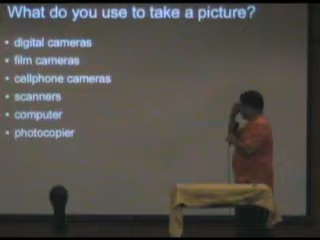 What do you use to take a picture?
• digital cameras
• film cameras
• cellphone cameras
• scanners
• computer
• photocopier